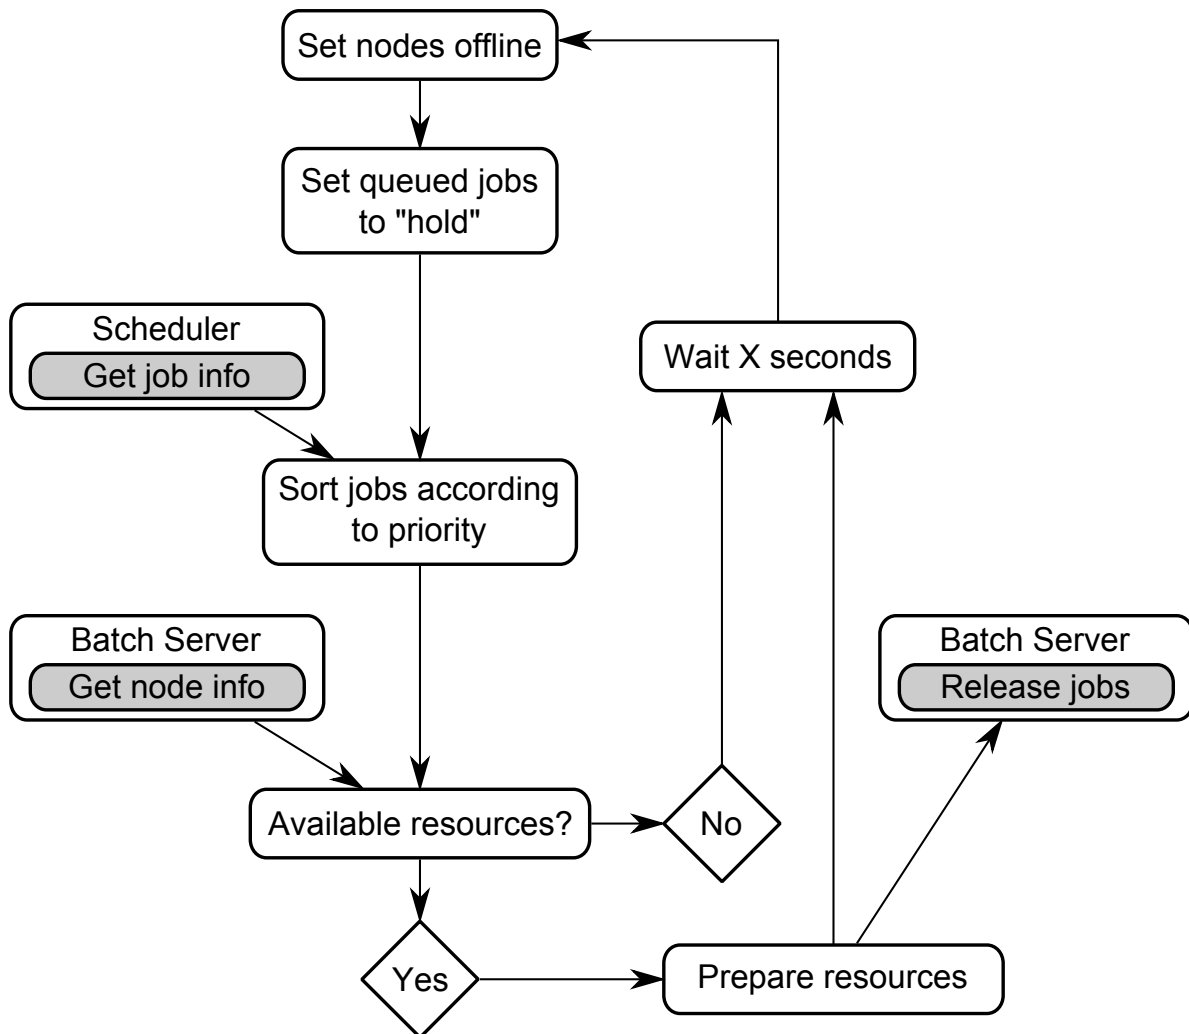 Set nodes offline
Set queued jobs
to "hold"
Scheduler
Get job info
Wait X seconds
Sort jobs according
to priority
Batch Server
Get node info
Batch Server
Release jobs
Available resources?
No
Yes
Prepare resources